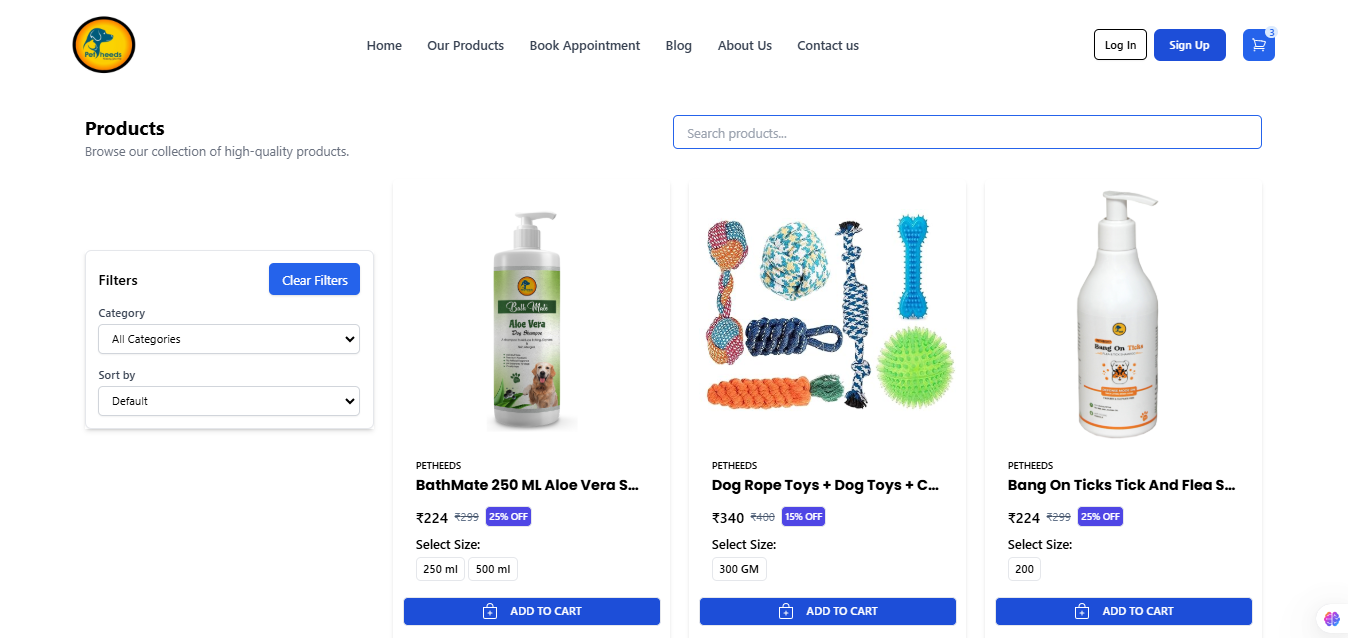 Petheeds
Home
Our Products
Book Appointment
Blog
About Us
Contact us
Log In
Sign Up
3
Products
Browse our collection of high-quality products.
Search products...
Filters
Clear Filters
Category
All Categories
Sort by
Default
Bath Mate
Aloe Vera
Dog Shampoo
PETHEEDS
BathMate 250 ML Aloe Vera S...
₹224 ₹299 25% OFF
Select Size:
250 ml 500 ml
ADD TO CART
PETHEEDS
Dog Rope Toys + Dog Toys + C...
₹340 ₹400 15% OFF
Select Size:
300 GM
ADD TO CART
Bang On Ticks
PETHEEDS
Bang On Ticks Tick And Flea S...
₹224 ₹299 25% OFF
Select Size:
200
ADD TO CART